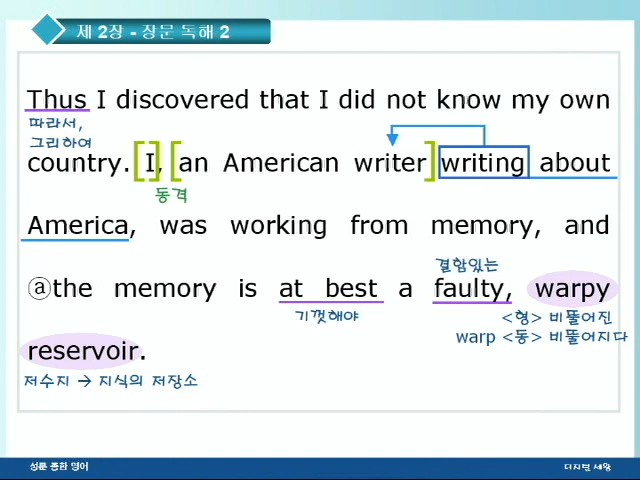 제 2장 - 장문 독해 2
Thus I discovered that I did not know my own
따라서,
그리하여
country. [I], [an American writer] writing about
동격
America, was working from memory, and
결함있는
ⓐthe memory is at best a faulty, warpy
기껏해야
<형> 비뚤어진
warp <동> 비뚤어지다
reservoir.
저수지 → 지식의 저장소
성문 종합 영어
디지털 세왕